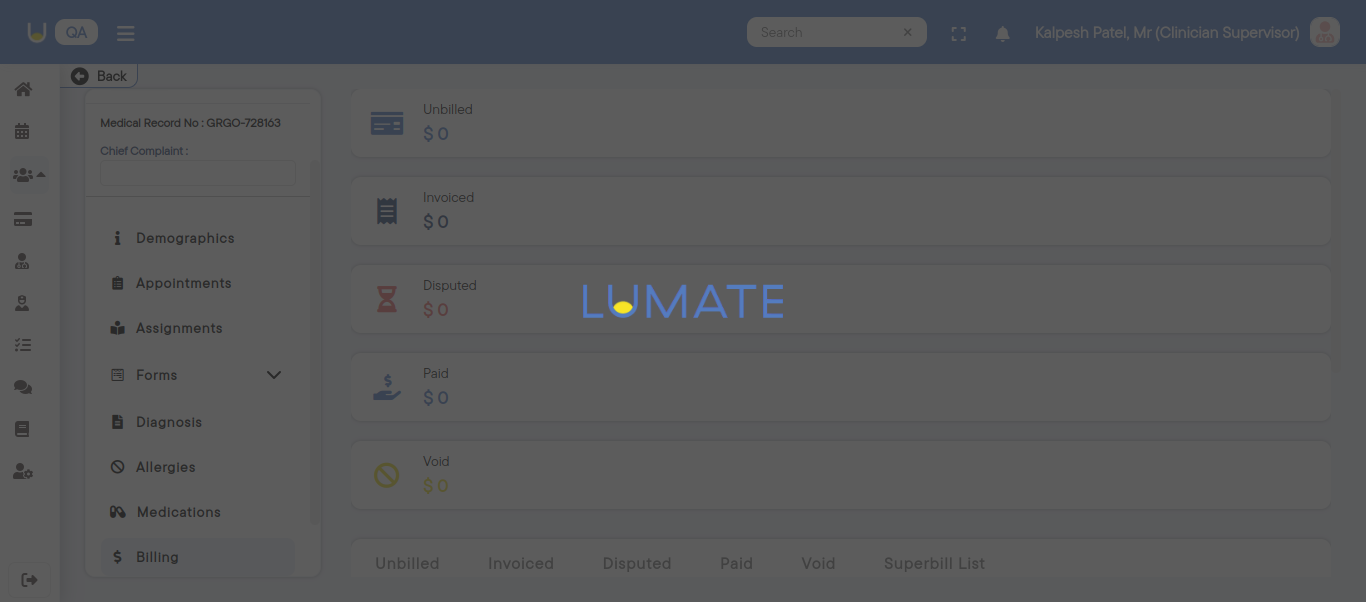 QA
Search
Kalpesh Patel, Mr (Clinician Supervisor)
Back
Medical Record No : GRGO-728163
Chief Complaint :
Demographics
Appointments
Assignments
Forms
Diagnosis
Allergies
Medications
Billing
Unbilled
$ 0
Invoiced
$ 0
Disputed
$ 0
LUMATE
Paid
$ 0
Void
$ 0
Unbilled Invoiced Disputed Paid Void Superbill List